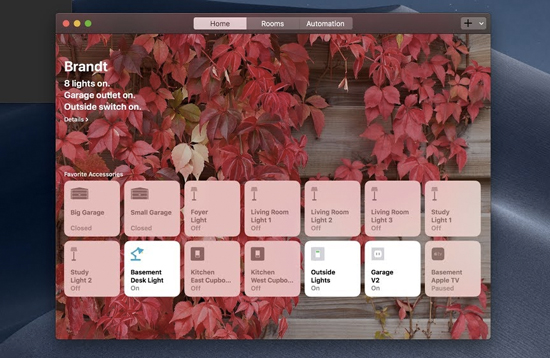 Home Rooms Automation
Brandt
8 lights on.
Garage outlet on.
Outside switch on.
Details >
Favorite Accessories
Big Garage
Closed
Small Garage
Closed
Foyer
Light
Off
Living Room
Light 1
Off
Living Room
Light 2
Off
Living Room
Light 3
Off
Study
Light 1
Off
Study
Light 2
Off
Basement
Desk Light
On
Kitchen
East Cupbo...
Off
Kitchen
West Cupbo...
Off
Outside
Lights
On
Garage
V2
On
Basement
Apple TV
Paused